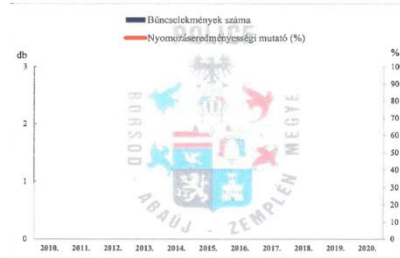 Bűncselekmények száma
Nyomozáseredményességi mutató (%)
POLICE
db
%
3
2
1
0
100
90
80
70
60
50
40
30
20
10
0
BORSOD ABAÚJ - ZEMPLÉN MEGYE
2010. 2011. 2012. 2013. 2014. 2015. 2016. 2017. 2018. 2019. 2020.